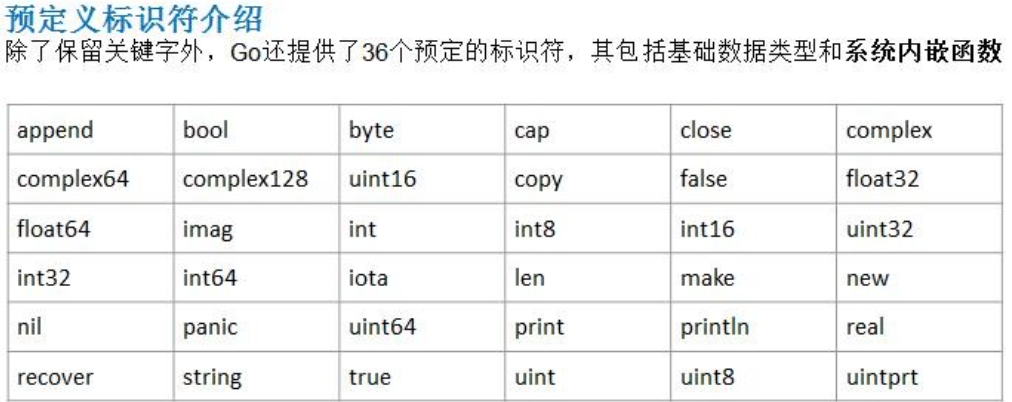 预定义标识符介绍
除了保留关键字外，Go还提供了36个预定的标识符，其包括基础数据类型和系统内嵌函数
append bool byte cap close complex
complex64 complex128 uint16 copy false float32
float64 imag int int8 int16 uint32
int32 int64 iota len make new
nil panic uint64 print println real
recover string true uint uint8 uintprt